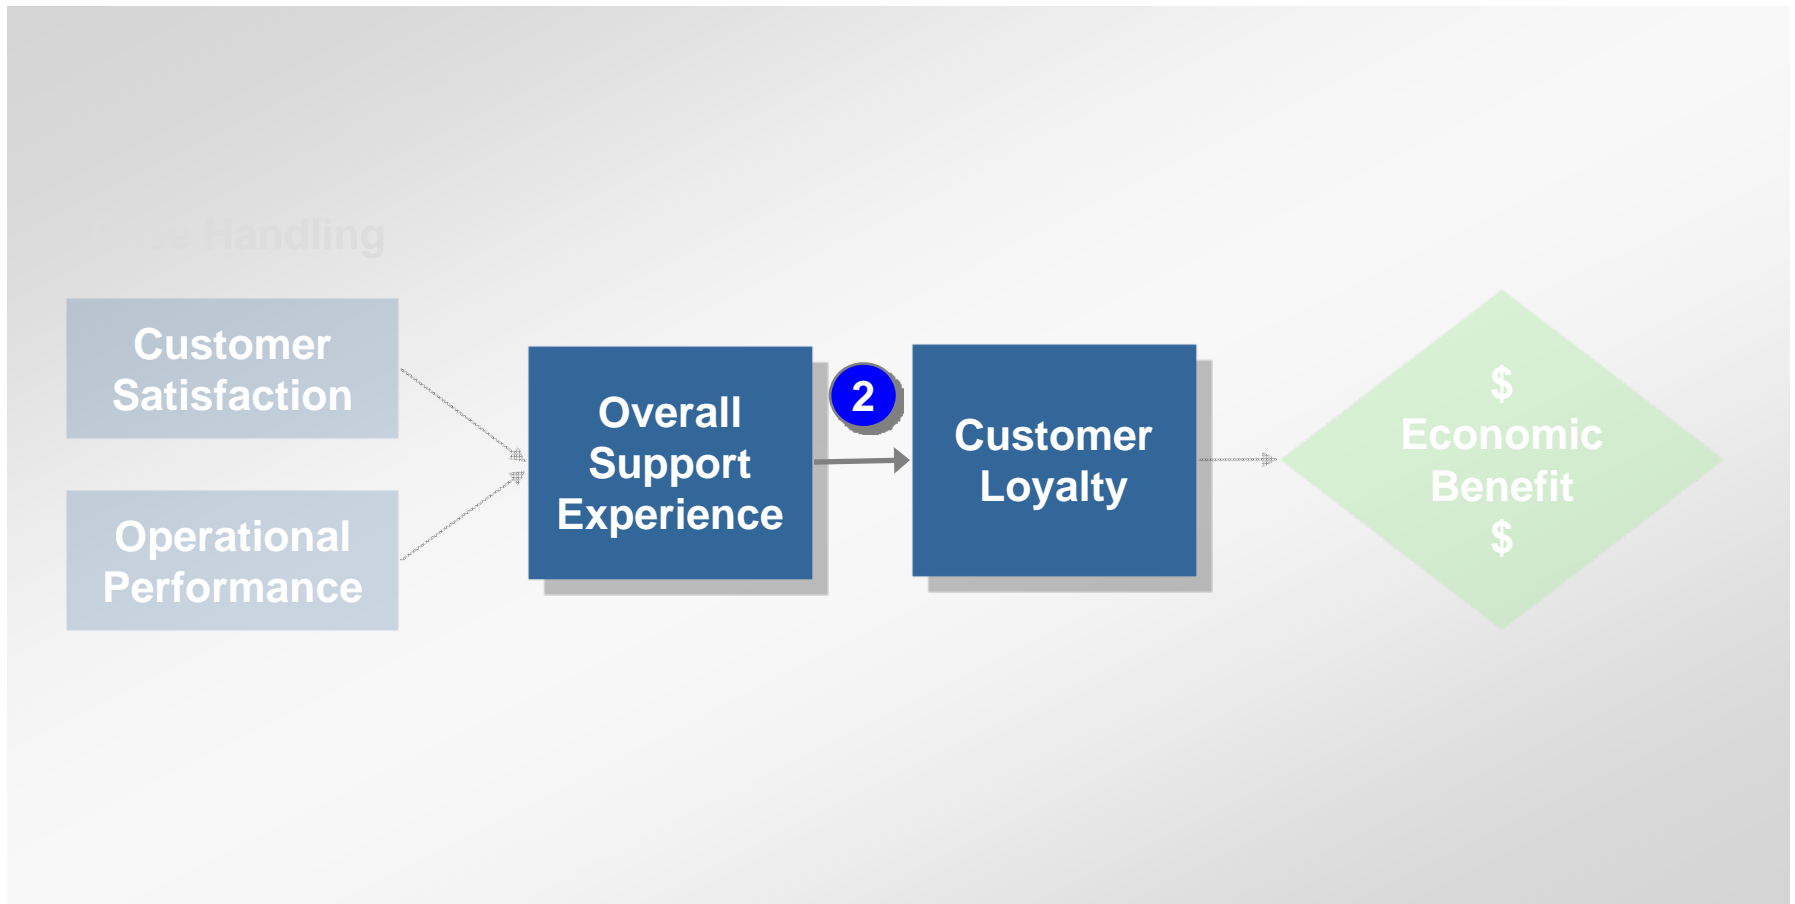 Handling
Customer
Satisfaction
Operational
Performance
Overall
Support
Experience
2
Customer
Loyalty
$
Economic
Benefit
$